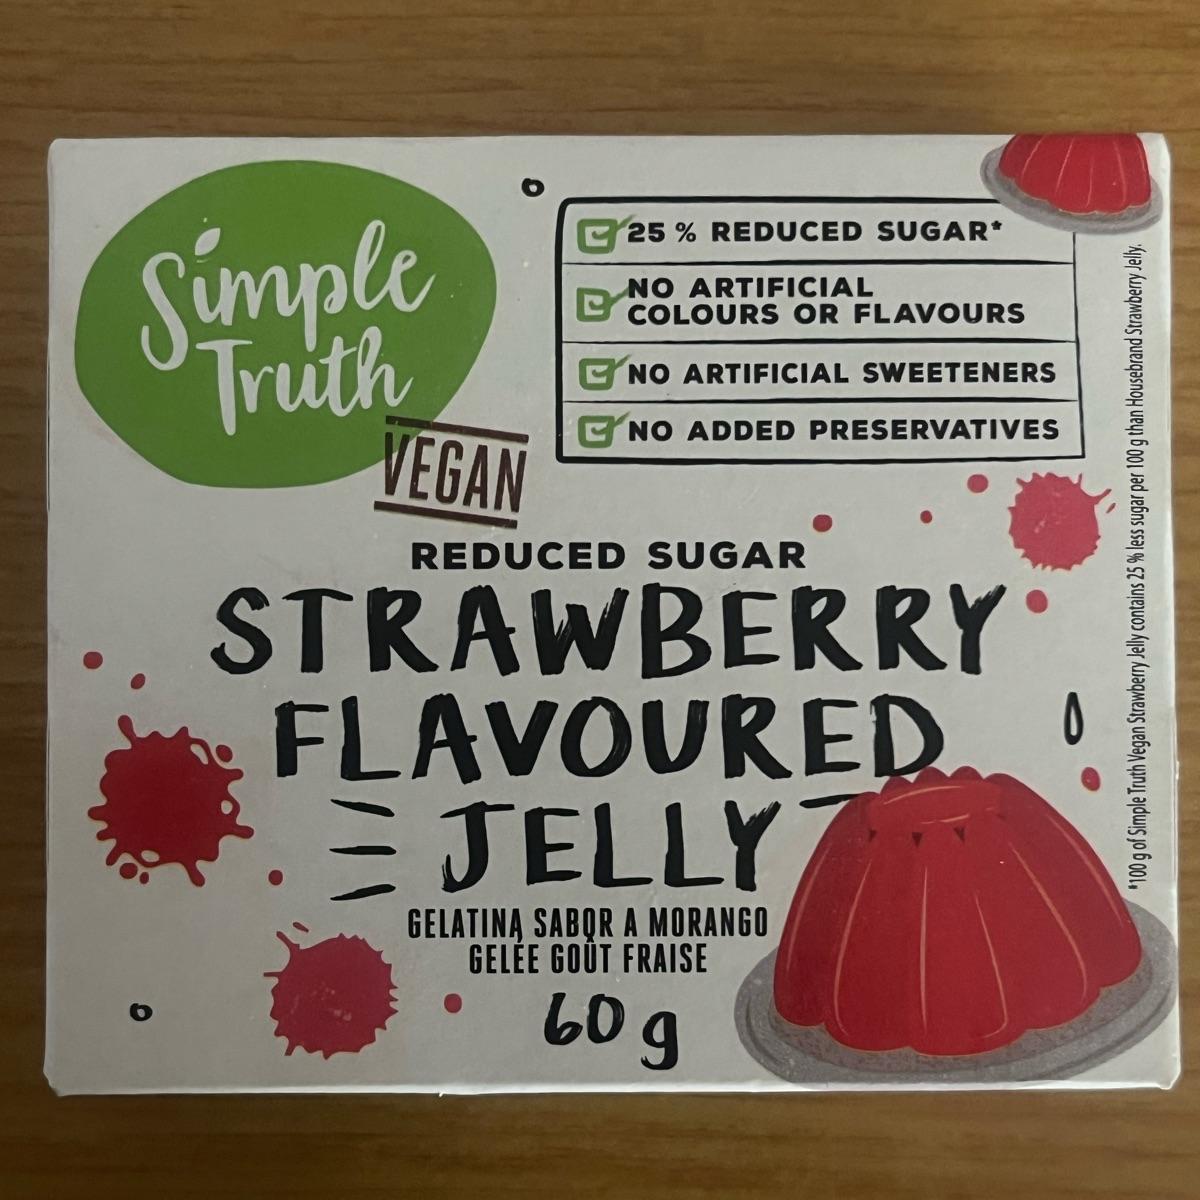 Simple
Truth
VEGAN
25 % REDUCED SUGAR*
NO ARTIFICIAL
COLOURS OR FLAVOURS
NO ARTIFICIAL SWEETENERS
NO ADDED PRESERVATIVES
REDUCED SUGAR
STRAWBERRY
FLAVOURED
JELLY
GELATINA SABOR A MORANGO
GELÉE GOÛT FRAISE
60 g
*100 g of Simple Truth Vegan Strawberry Jelly contains 25 % less sugar per 100 g than Housebrand Strawberry Jelly.